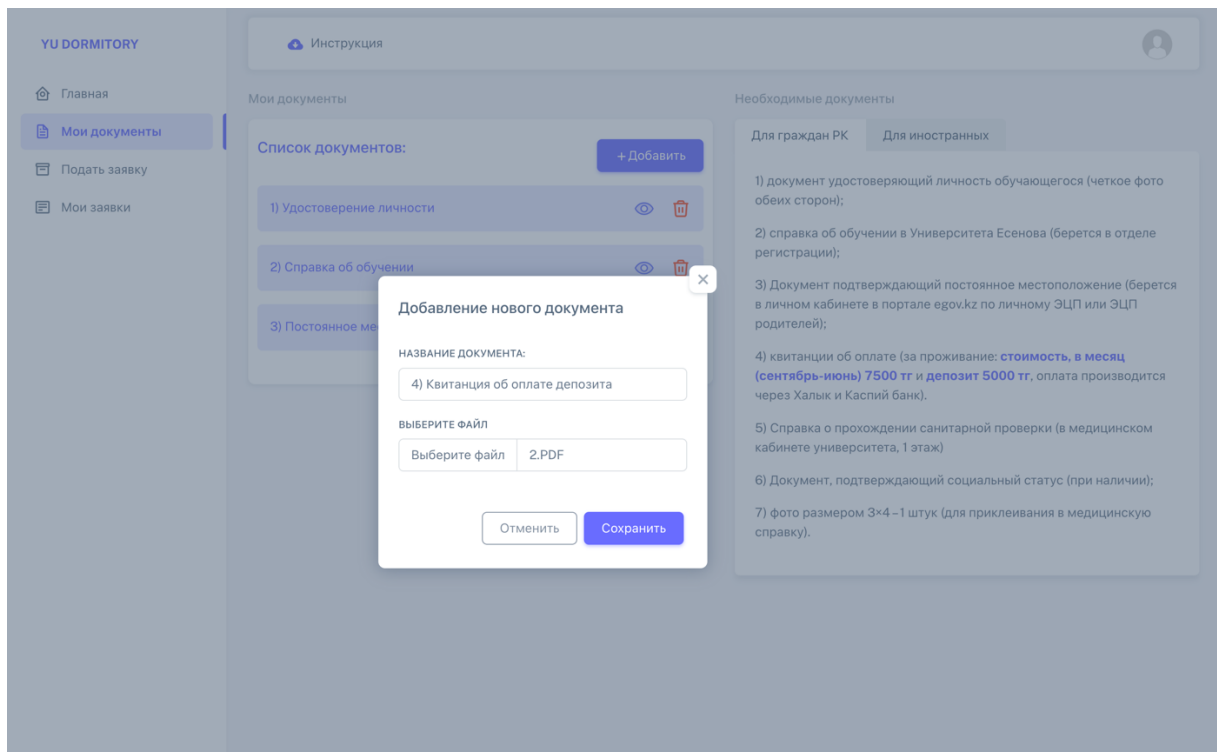 YU DORMITORY
Главная
Мои документы
Подать заявку
Мои заявки
Инструкция
Мои документы
Список документов:
+ Добавить
1) Удостоверение личности
2) Справка об обучении
3) Постоянное ме
Добавление нового документа
НАЗВАНИЕ ДОКУМЕНТА:
4) Квитанция об оплате депозита
ВЫБЕРИТЕ ФАЙЛ
Выберите файл 2.PDF
Отменить Сохранить
Необходимые документы
Для граждан РК Для иностранных
1) документ удостоверяющий личность обучающегося (четкое фото
обеих сторон);
2) справка об обучении в Университета Есенова (берется в отделе
регистрации);
3) Документ подтверждающий постоянное местоположение (берется
в личном кабинете в портале egov.kz по личному ЭЦП или ЭЦП
родителей);
4) квитанции об оплате (за проживание: стоимость, в месяц
(сентябрь-июнь) 7500 тг и депозит 5000 тг, оплата производится
через Халык и Каспий банк).
5) Справка о прохождении санитарной проверки (в медицинском
кабинете университета, 1 этаж)
6) Документ, подтверждающий социальный статус (при наличии);
7) фото размером 3×4–1 штук (для приклеивания в медицинскую
справку).